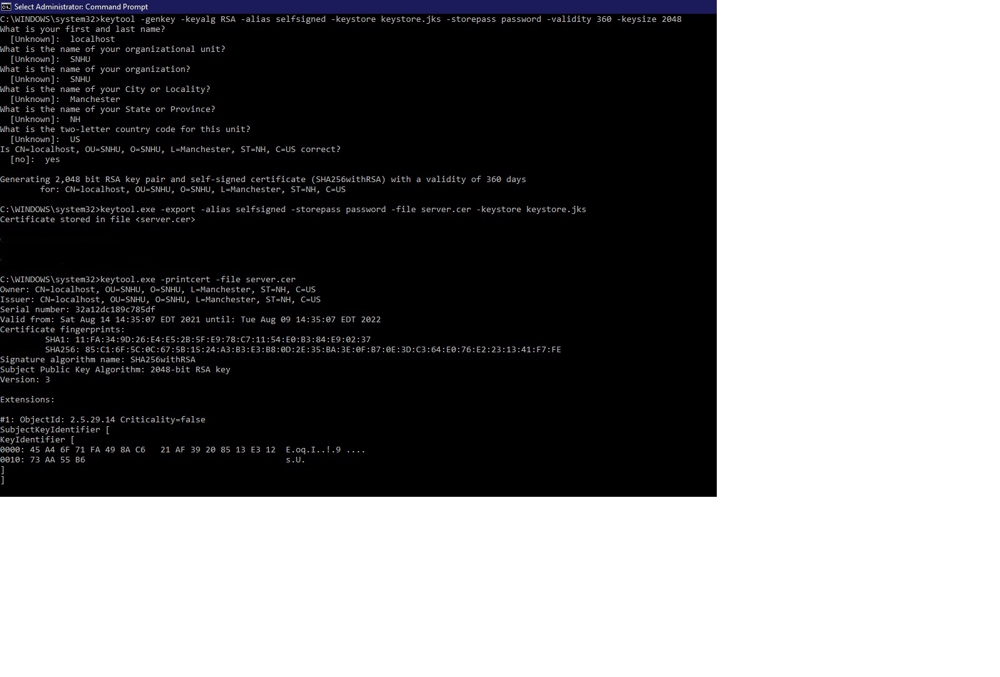 Select Administrator: Command Prompt
C:\WINDOWS\system32>keytool -genkey -keyalg RSA -alias selfsigned -keystore keystore.jks -storepass password -validity 360 -keysize 2048
What is your first and last name?
  [Unknown]:  localhost
What is the name of your organizational unit?
  [Unknown]:  SNHU
What is the name of your organization?
  [Unknown]:  SNHU
What is the name of your City or Locality?
  [Unknown]:  Manchester
What is the name of your State or Province?
  [Unknown]:  NH
What is the two-letter country code for this unit?
  [Unknown]:  US
Is CN=localhost, OU=SNHU, O=SNHU, L=Manchester, ST=NH, C=US correct?
  [no]:  yes
Generating 2,048 bit RSA key pair and self-signed certificate (SHA256withRSA) with a validity of 360 days
        for: CN=localhost, OU=SNHU, O=SNHU, L=Manchester, ST=NH, C=US
C:\WINDOWS\system32>keytool.exe -export -alias selfsigned -storepass password -file server.cer -keystore keystore.jks
Certificate stored in file <server.cer>
C:\WINDOWS\system32>keytool.exe -printcert -file server.cer
Owner: CN=localhost, OU=SNHU, O=SNHU, L=Manchester, ST=NH, C=US
Issuer: CN=localhost, OU=SNHU, O=SNHU, L=Manchester, ST=NH, C=US
Serial number: 32a12dc189c785df
Valid from: Sat Aug 14 14:35:07 EDT 2021 until: Tue Aug 09 14:35:07 EDT 2022
Certificate fingerprints:
         SHA1: 11:FA:34:9D:26:E4:E5:2B:5F:E9:78:C7:11:54:E0:B3:84:E9:02:37
         SHA256: 85:C1:6F:5C:0C:67:5B:15:24:A3:B3:E3:B8:0D:2E:35:BA:3E:0F:B7:0E:3D:C3:64:E0:76:E2:23:13:41:F7:FE
Signature algorithm name: SHA256withRSA
Subject Public Key Algorithm: 2048-bit RSA key
Version: 3
Extensions:
#1: ObjectId: 2.5.29.14 Criticality=false
SubjectKeyIdentifier [
KeyIdentifier [
0000: 45 A4 6F 71 FA 49 8A C6   21 AF 39 20 85 13 E3 12  E.oq.I..!.9 ....
0010: 73 AA 55 B6                                        s.U.
]
]